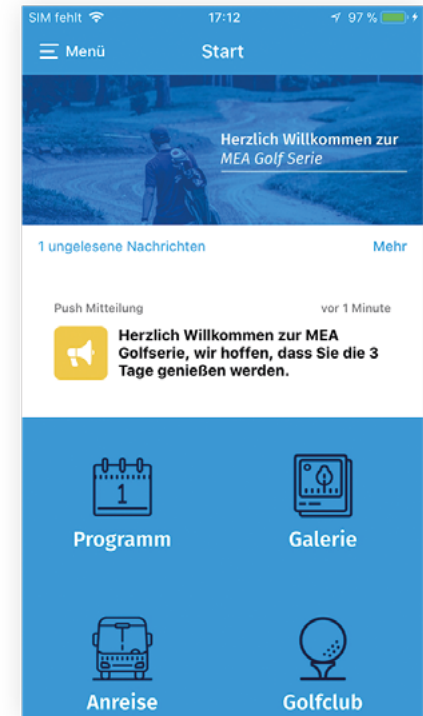 SIM fehlt 17:12 97 %
Menü Start
Herzlich Willkommen zur
MEA Golf Serie
1 ungelesene Nachrichten Mehr
Push Mitteilung vor 1 Minute
Herzlich Willkommen zur MEA
Golfserie, wir hoffen, dass Sie die 3
Tage genießen werden.
1
Programm Galerie
Anreise Golfclub